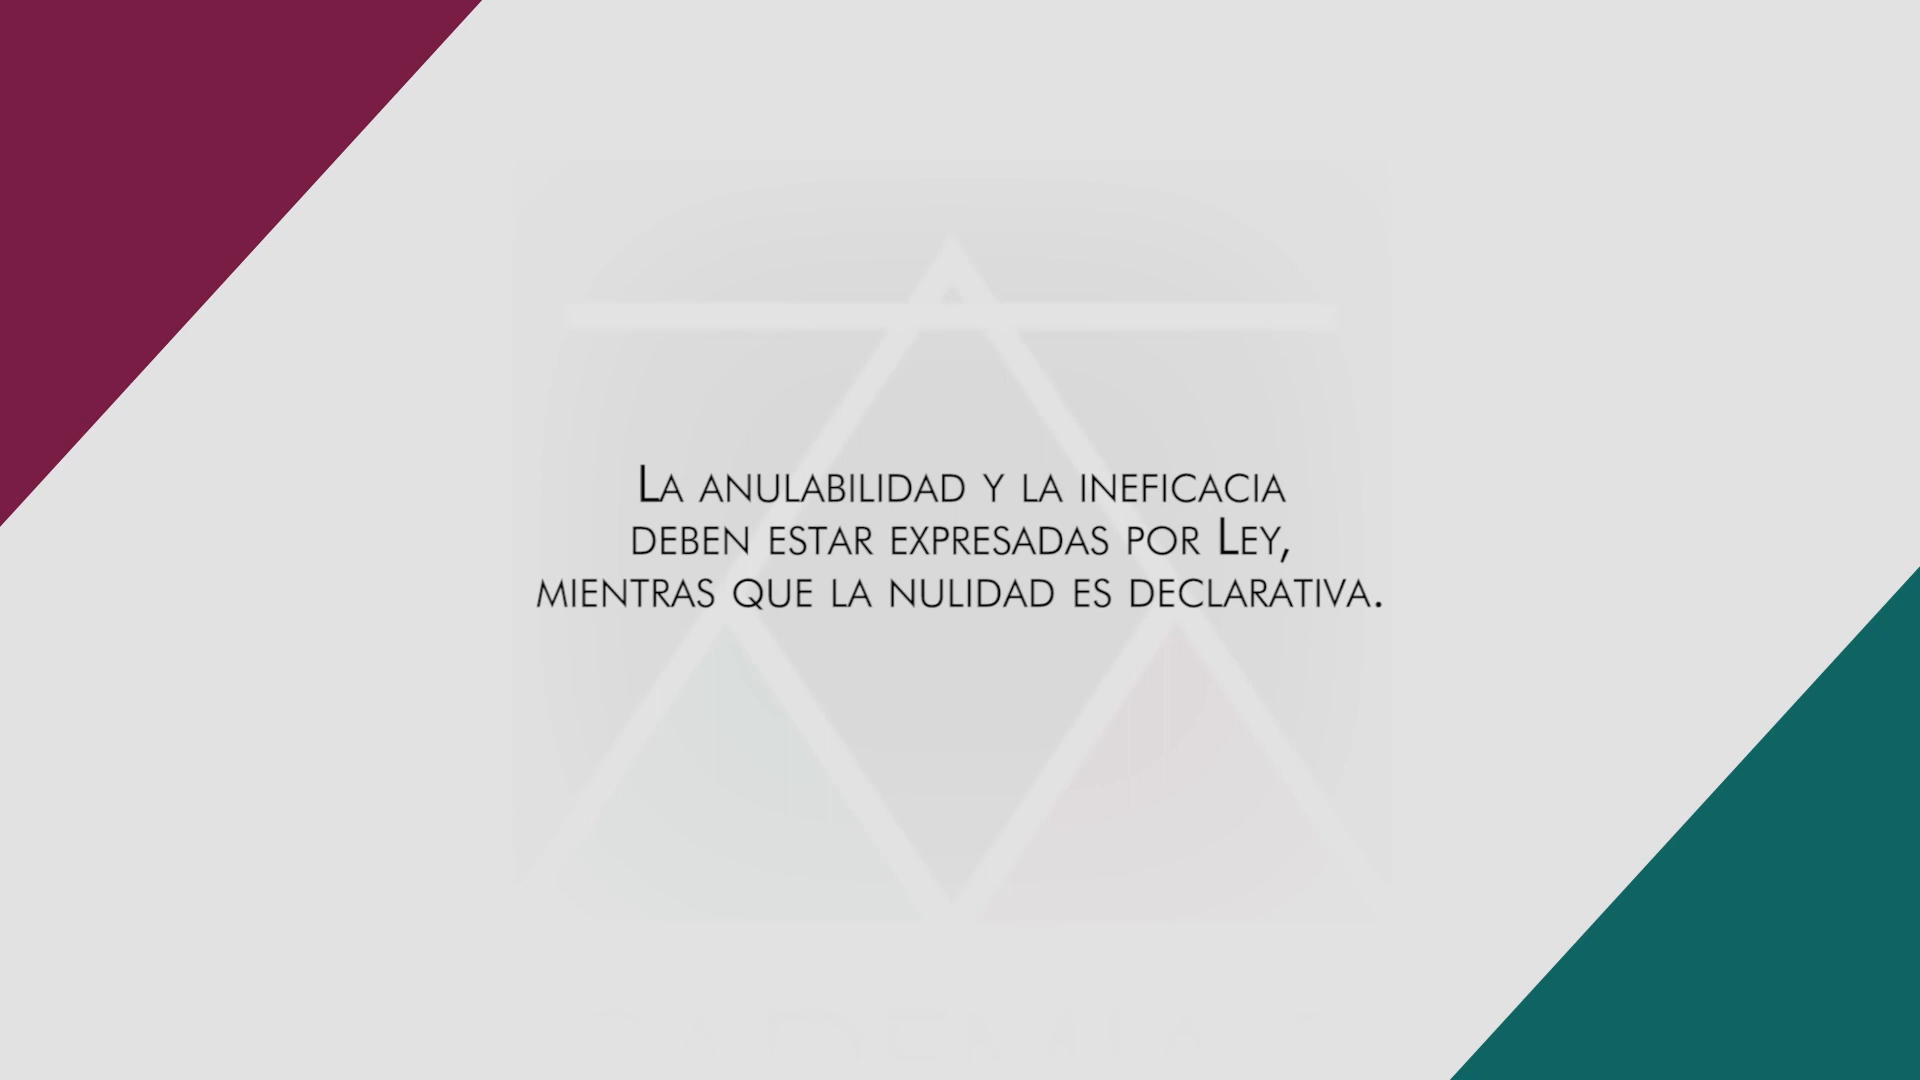 La anulabilidad y la ineficacia
deben estar expresadas por Ley,
mientras que la nulidad es declarativa.